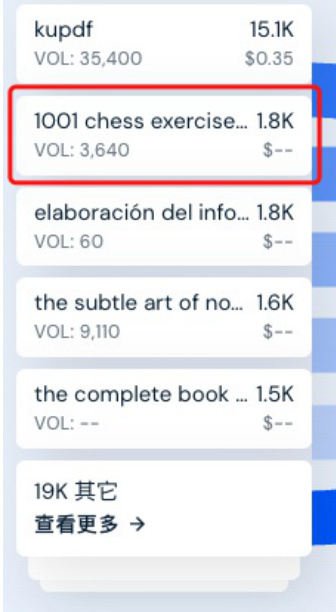 kupdf 15.1K
VOL: 35,400 $0.35
1001 chess exercise... 1.8K
VOL: 3,640 $--
elaboración del info... 1.8K
VOL: 60 $--
the subtle art of no... 1.6K
VOL: 9,110 $--
the complete book ... 1.5K
VOL: -- $--
19K 其它
查看更多 →